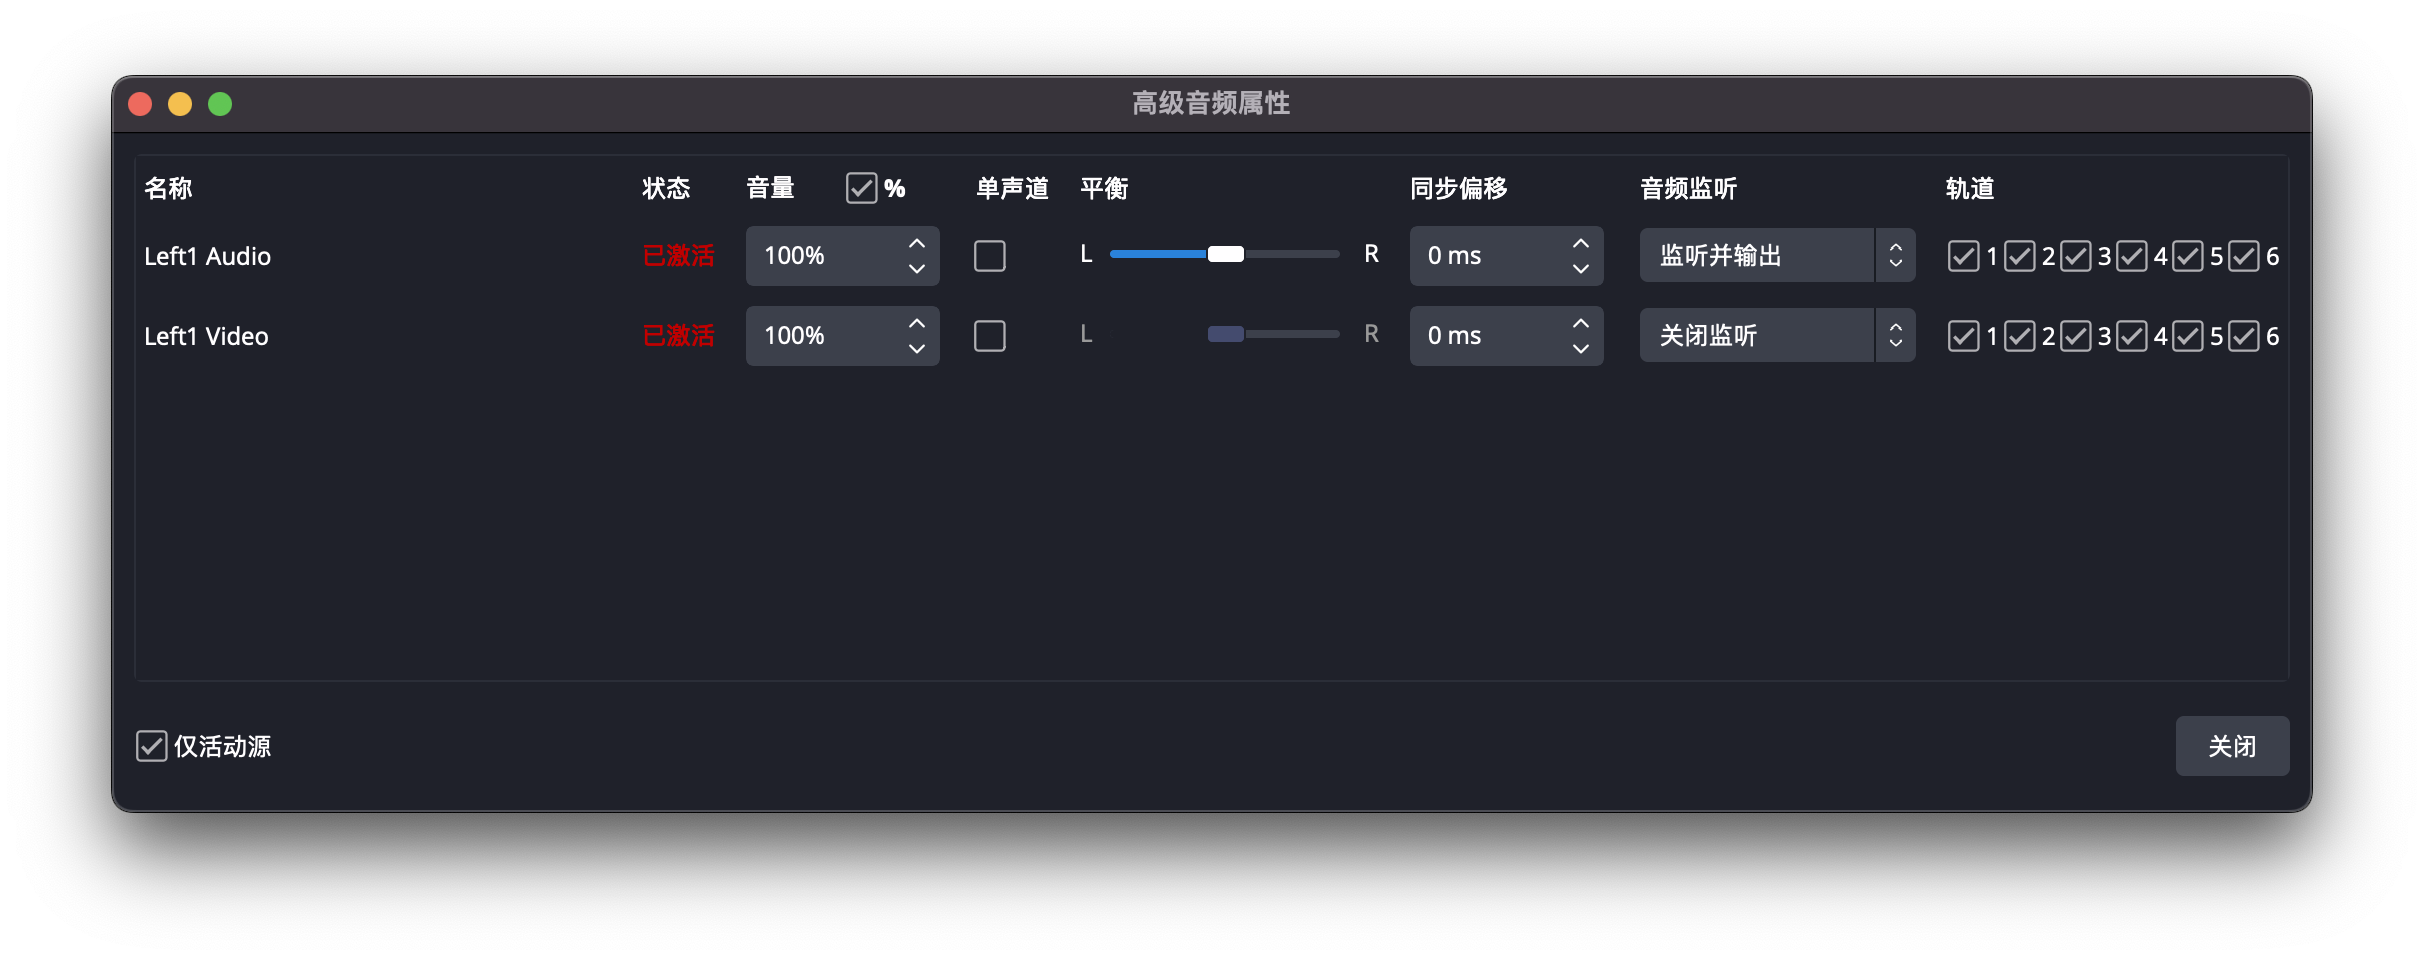 高级音频属性
名称 状态 音量 % 单声道 平衡 同步偏移 音频监听 轨道
Left1 Audio 已激活 100% L R 0 ms 监听并输出 1 2 3 4 5 6
Left1 Video 已激活 100% L R 0 ms 关闭监听 1 2 3 4 5 6
仅活动源 关闭